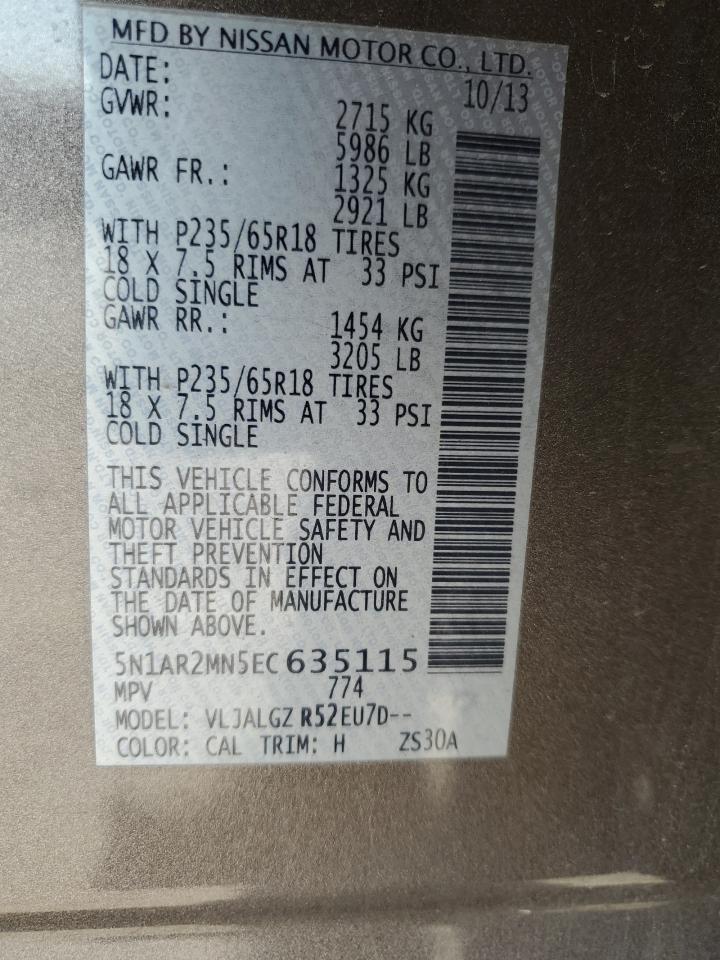 MFD BY NISSAN MOTOR CO., LTD.
DATE: 10/13
GVWR: 2715 KG
5986 LB
GAWR FR.: 1325 KG
2921 LB
WITH P235/65R18 TIRES
18 X 7.5 RIMS AT 33 PSI
COLD SINGLE
GAWR RR.: 1454 KG
3205 LB
WITH P235/65R18 TIRES
18 X 7.5 RIMS AT 33 PSI
COLD SINGLE
THIS VEHICLE CONFORMS TO
ALL APPLICABLE FEDERAL
MOTOR VEHICLE SAFETY AND
THEFT PREVENTION
STANDARDS IN EFFECT ON
THE DATE OF MANUFACTURE
SHOWN ABOVE.
5N1AR2MN5EC635115
MPV 774
MODEL: VLJALGZ R52EU7D--
COLOR: CAL TRIM: H ZS30A